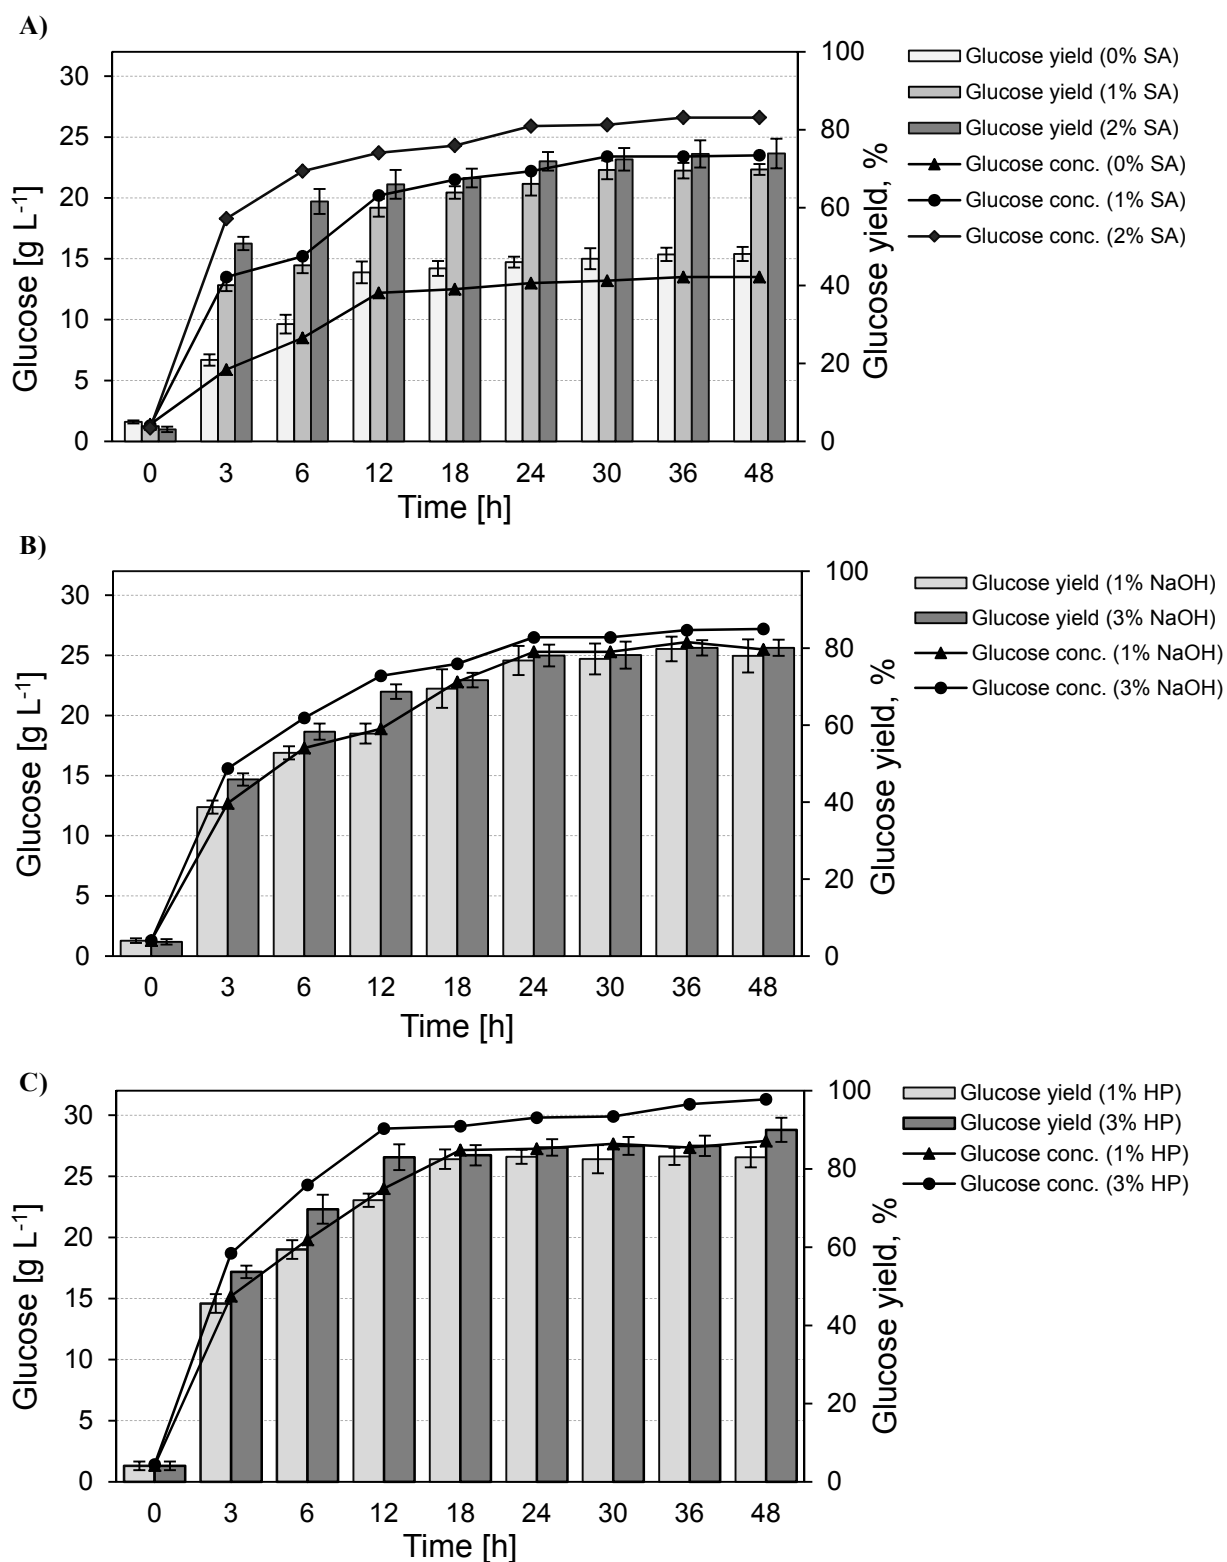 A)
Glucose [g L-1]
30
25
20
15
10
5
0
100
80
60
40
20
0
Glucose yield, %
0 3 6 12 18 24 30 36 48
Time [h]
Glucose yield (0% SA)
Glucose yield (1% SA)
Glucose yield (2% SA)
Glucose conc. (0% SA)
Glucose conc. (1% SA)
Glucose conc. (2% SA)
B)
Glucose [g L-1]
30
25
20
15
10
5
0
100
80
60
40
20
0
Glucose yield, %
0 3 6 12 18 24 30 36 48
Time [h]
Glucose yield (1% NaOH)
Glucose yield (3% NaOH)
Glucose conc. (1% NaOH)
Glucose conc. (3% NaOH)
C)
Glucose [g L-1]
30
25
20
15
10
5
0
100
80
60
40
20
0
Glucose yield, %
0 3 6 12 18 24 30 36 48
Time [h]
Glucose yield (1% HP)
Glucose yield (3% HP)
Glucose conc. (1% HP)
Glucose conc. (3% HP)